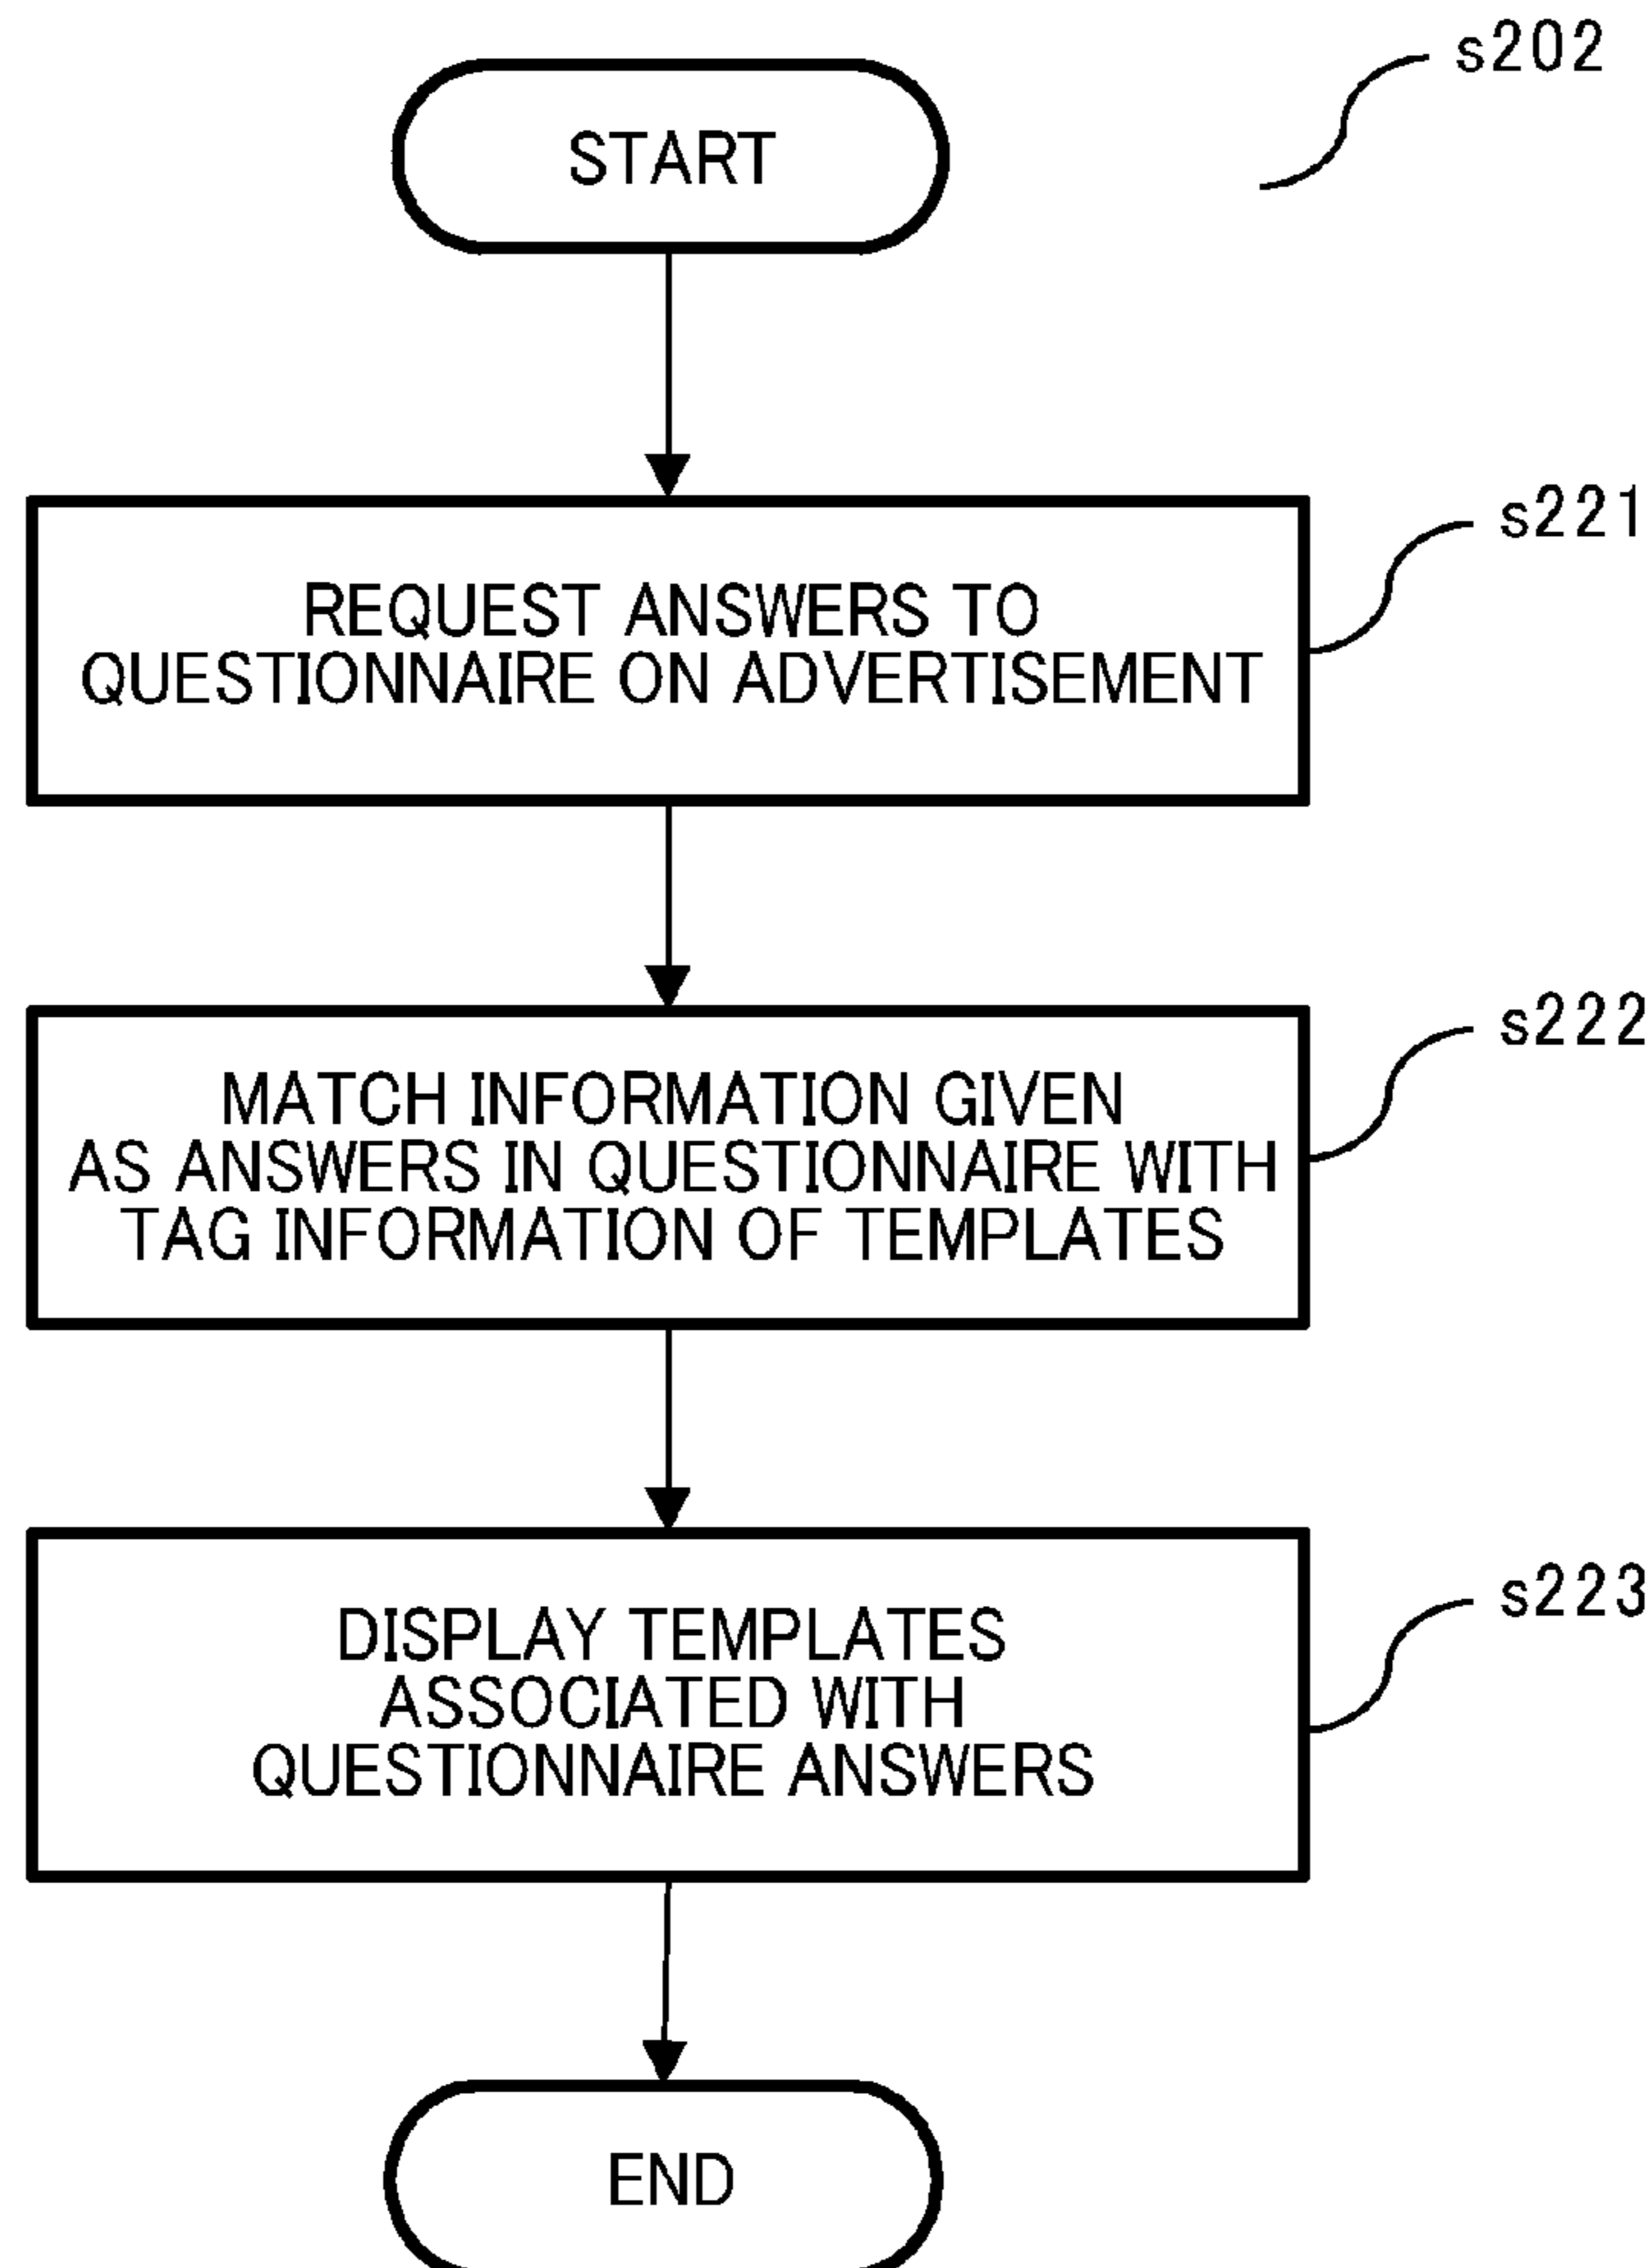 s202
START
s221
REQUEST ANSWERS TO
QUESTIONNAIRE ON ADVERTISEMENT
s222
MATCH INFORMATION GIVEN
AS ANSWERS IN QUESTIONNAIRE WITH
TAG INFORMATION OF TEMPLATES
s223
DISPLAY TEMPLATES
ASSOCIATED WITH
QUESTIONNAIRE ANSWERS
END